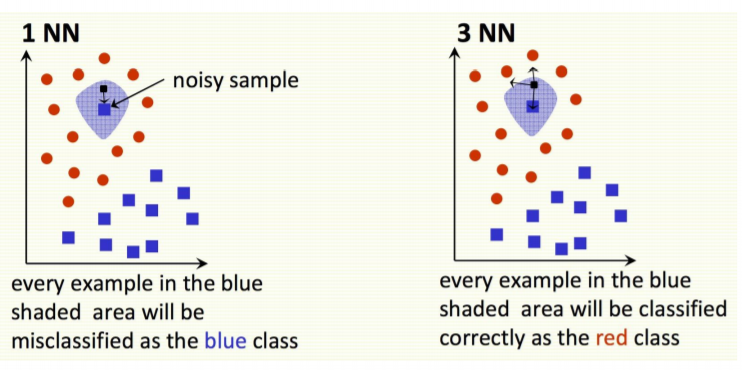 1 NN
noisy sample
every example in the blue
shaded area will be
misclassified as the blue class
3 NN
every example in the blue
shaded area will be classified
correctly as the red class